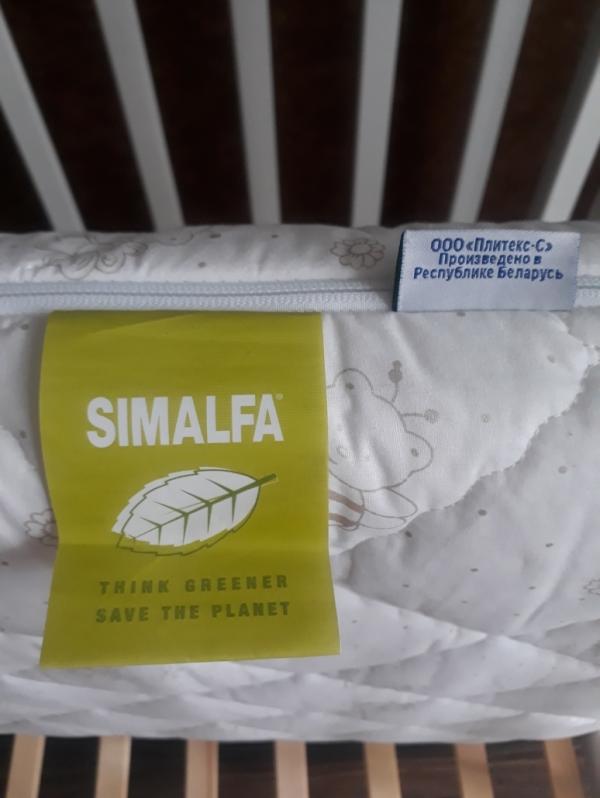 ООО «Плитекс-С»
Произведено в
Республике Беларусь
SIMALFA®
THINK GREENER
SAVE THE PLANET